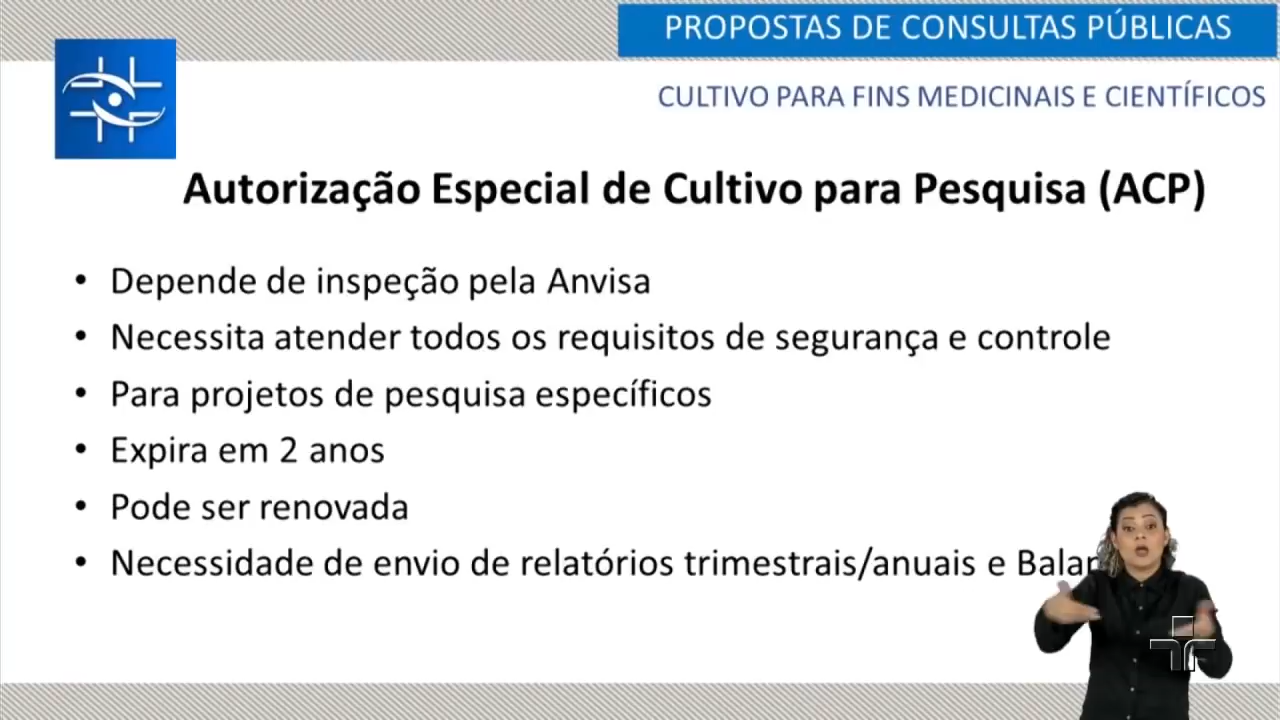 PROPOSTAS DE CONSULTAS PÚBLICAS
CULTIVO PARA FINS MEDICINAIS E CIENTÍFICOS
Autorização Especial de Cultivo para Pesquisa (ACP)
• Depende de inspeção pela Anvisa
• Necessita atender todos os requisitos de segurança e controle
• Para projetos de pesquisa específicos
• Expira em 2 anos
• Pode ser renovada
• Necessidade de envio de relatórios trimestrais/anuais e